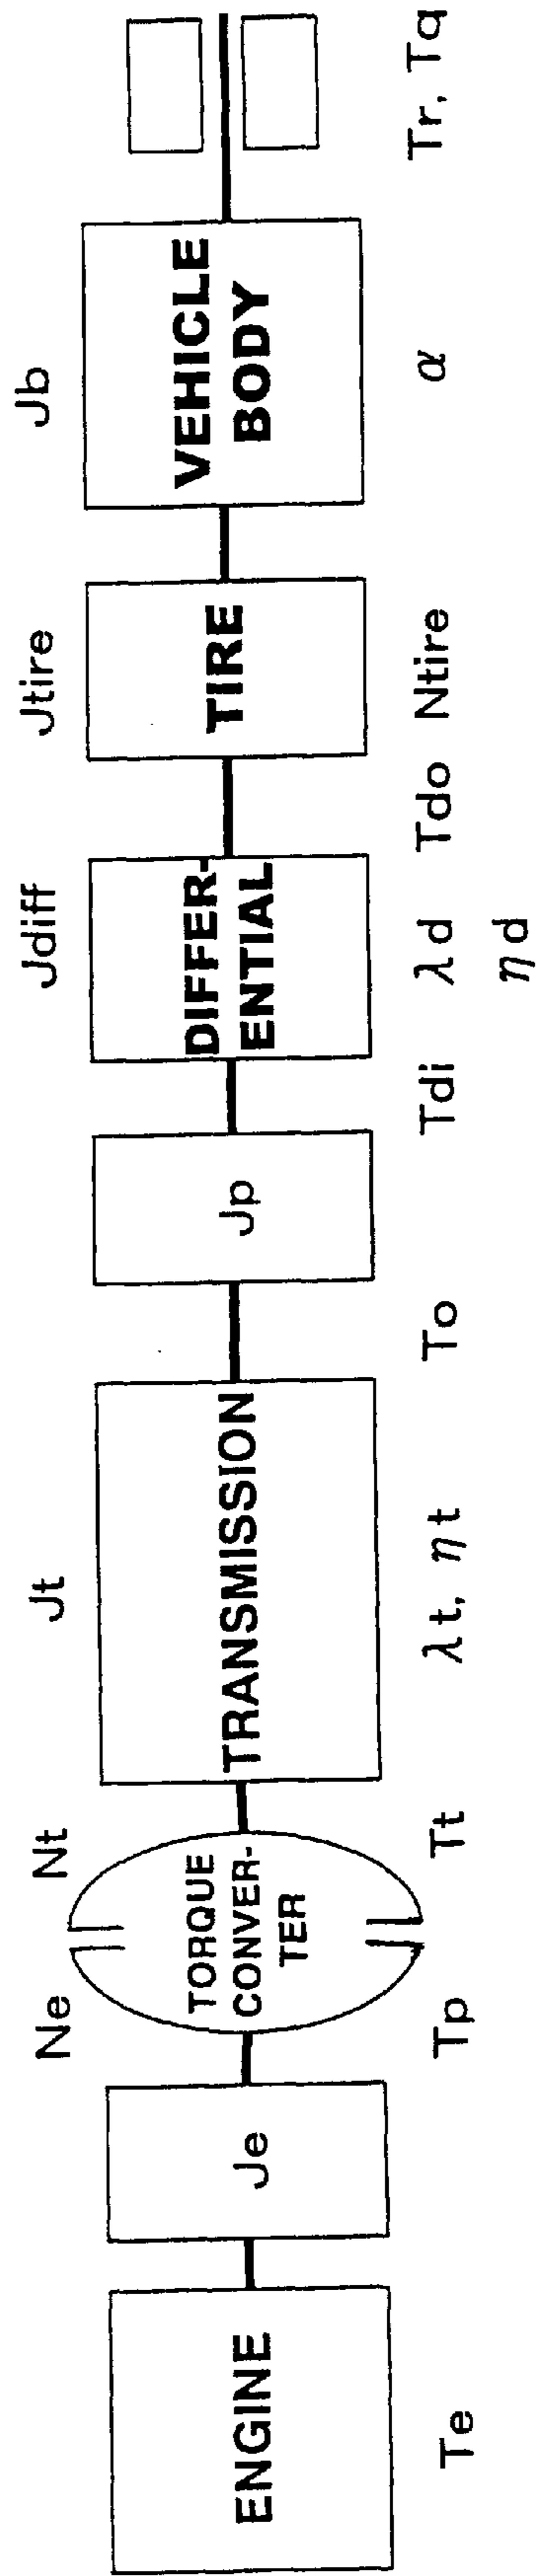 Ne
Nt
Jt
Jdiff
Jtire
Jb
ENGINE
Je
TORQUE
CONVER-
TER
TRANSMISSION
Jp
DIFFER-
ENTIAL
TIRE
VEHICLE
BODY
Te
Tp
Tt
λt, ηt
To
Tdi
λd
ηd
Tdo
Ntire
α
Tr, Tq